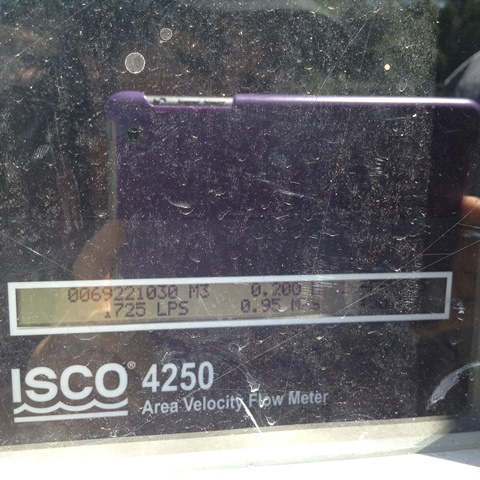 0069221030 M3 0.200
1725 LPS 0.95 M/s
ISCO® 4250
Area Velocity Flow Meter